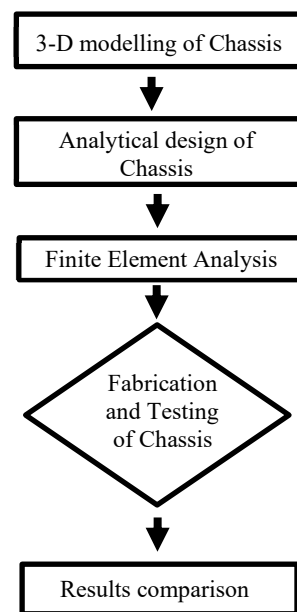 3-D modelling of Chassis
Analytical design of
Chassis
Finite Element Analysis
Fabrication
and Testing
of Chassis
Results comparison